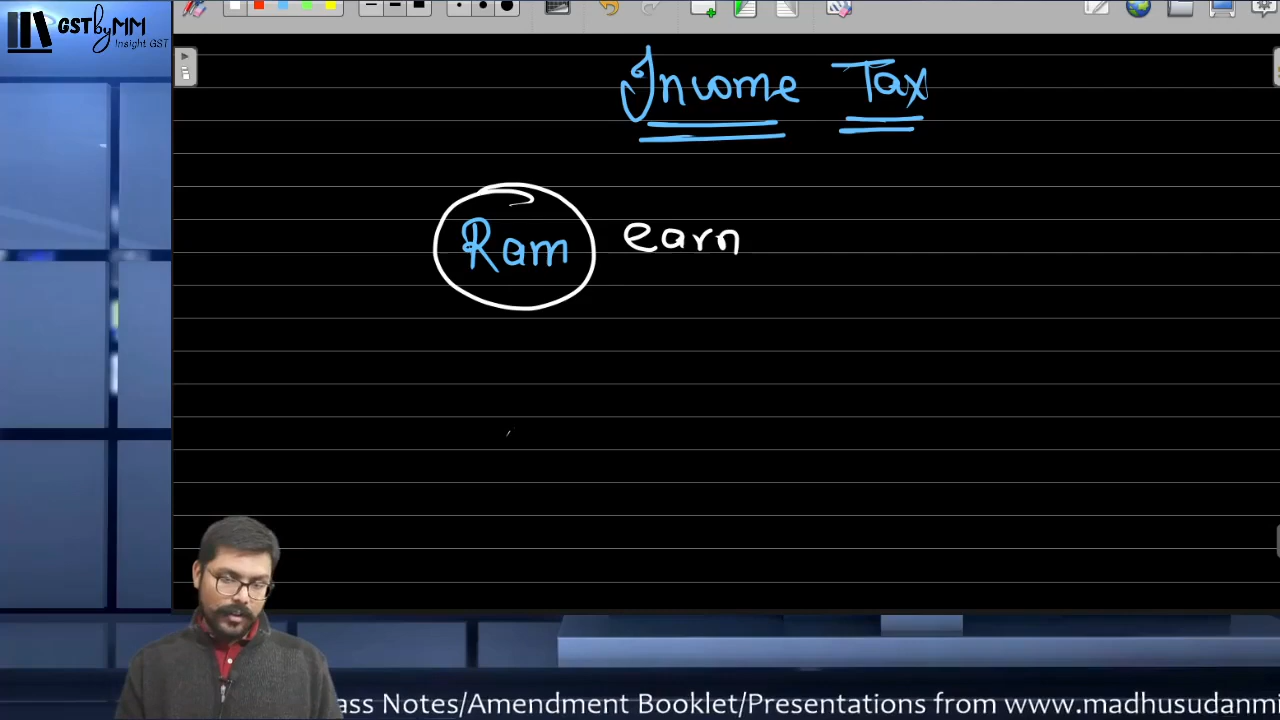 GSTbyMM
Insight GST
Income Tax
Ram earn
ass Notes/Amendment Booklet/Presentations from www.madhusudanmi